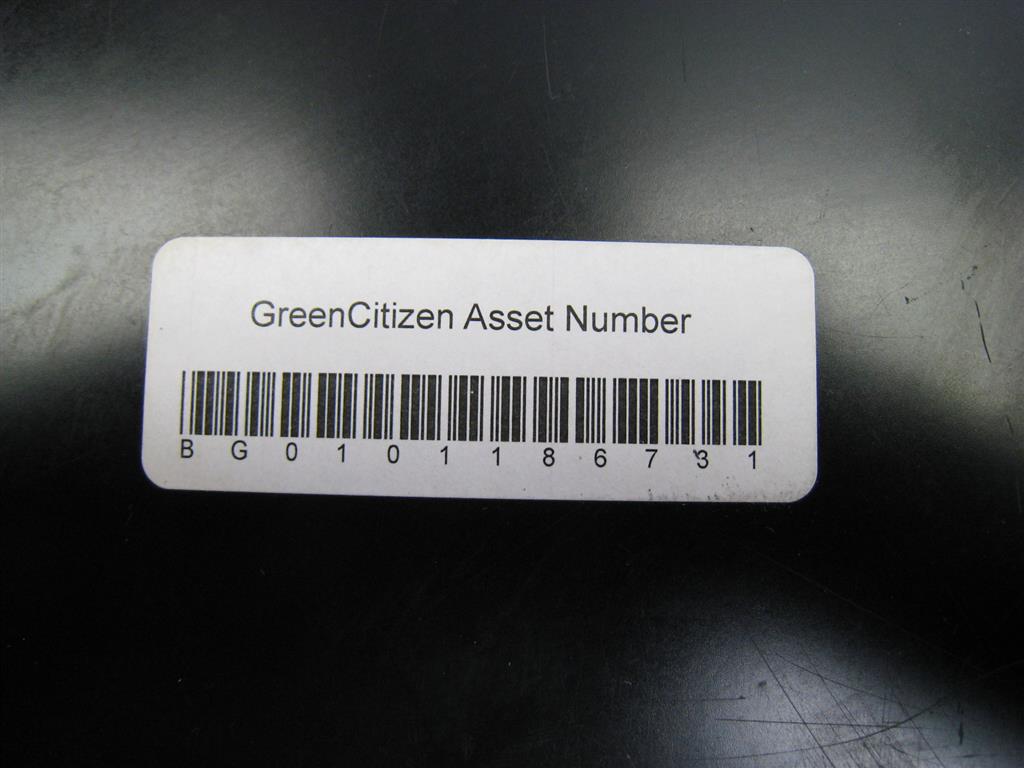 GreenCitizen Asset Number
B G 0 1 0 1 1 8 6 7 3 1